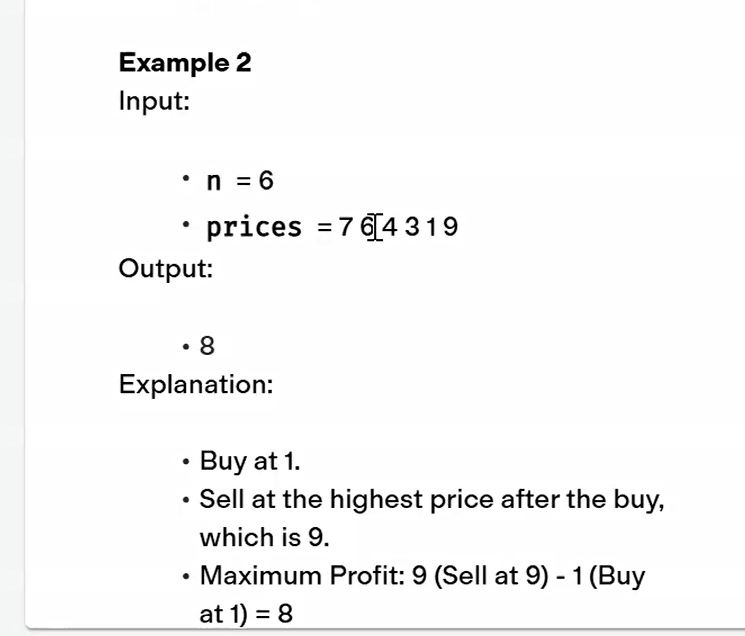 Example 2
Input:
• n = 6
• prices = 7 6 4 3 1 9
Output:
• 8
Explanation:
• Buy at 1.
• Sell at the highest price after the buy,
which is 9.
• Maximum Profit: 9 (Sell at 9) - 1 (Buy
at 1) = 8